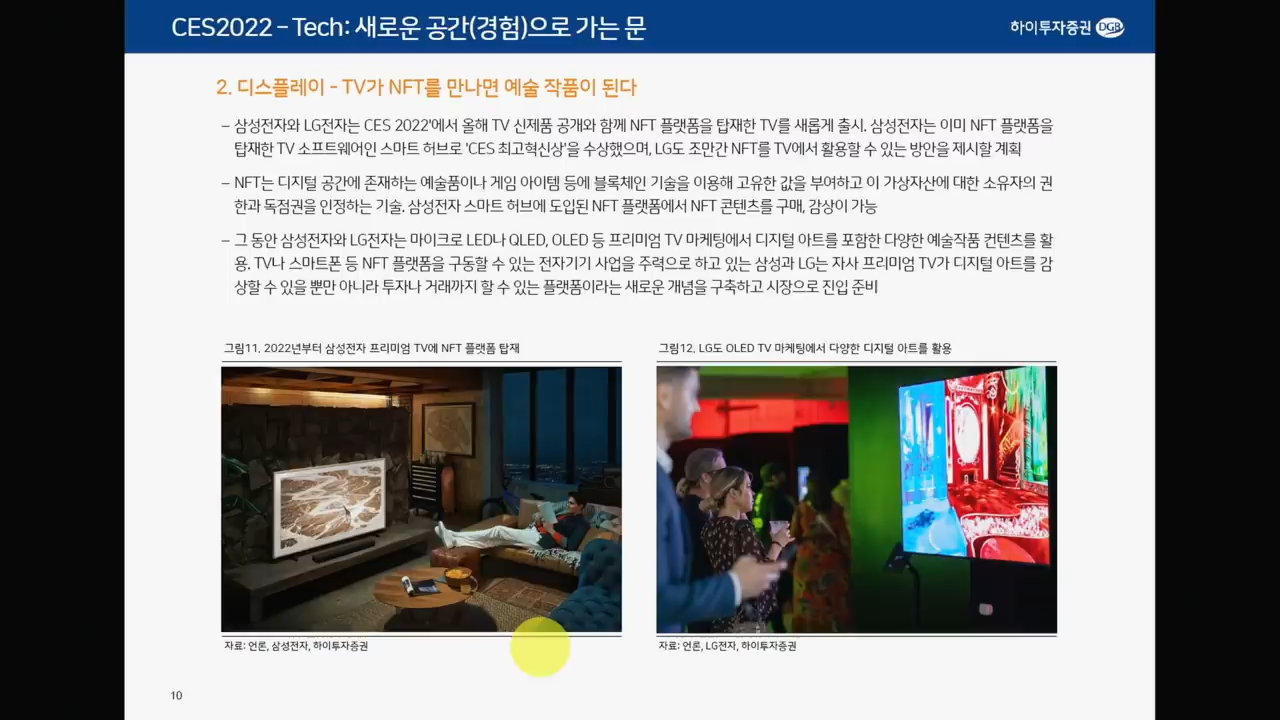 CES2022 – Tech: 새로운 공간(경험)으로 가는 문
하이투자증권 DGB
2. 디스플레이 - TV가 NFT를 만나면 예술 작품이 된다
– 삼성전자와 LG전자는 CES 2022'에서 올해 TV 신제품 공개와 함께 NFT 플랫폼을 탑재한 TV를 새롭게 출시. 삼성전자는 이미 NFT 플랫폼을
탑재한 TV 소프트웨어인 스마트 허브로 'CES 최고혁신상'을 수상했으며, LG도 조만간 NFT를 TV에서 활용할 수 있는 방안을 제시할 계획
– NFT는 디지털 공간에 존재하는 예술품이나 게임 아이템 등에 블록체인 기술을 이용해 고유한 값을 부여하고 이 가상자산에 대한 소유자의 권
한과 독점권을 인정하는 기술. 삼성전자 스마트 허브에 도입된 NFT 플랫폼에서 NFT 콘텐츠를 구매, 감상이 가능
– 그 동안 삼성전자와 LG전자는 마이크로 LED나 QLED, OLED 등 프리미엄 TV 마케팅에서 디지털 아트를 포함한 다양한 예술작품 컨텐츠를 활
용. TV나 스마트폰 등 NFT 플랫폼을 구동할 수 있는 전자기기 사업을 주력으로 하고 있는 삼성과 LG는 자사 프리미엄 TV가 디지털 아트를 감
상할 수 있을 뿐만 아니라 투자나 거래까지 할 수 있는 플랫폼이라는 새로운 개념을 구축하고 시장으로 진입 준비
그림11. 2022년부터 삼성전자 프리미엄 TV에 NFT 플랫폼 탑재
그림12. LG도 OLED TV 마케팅에서 다양한 디지털 아트를 활용
자료: 언론, 삼성전자, 하이투자증권
자료: 언론, LG전자, 하이투자증권
10